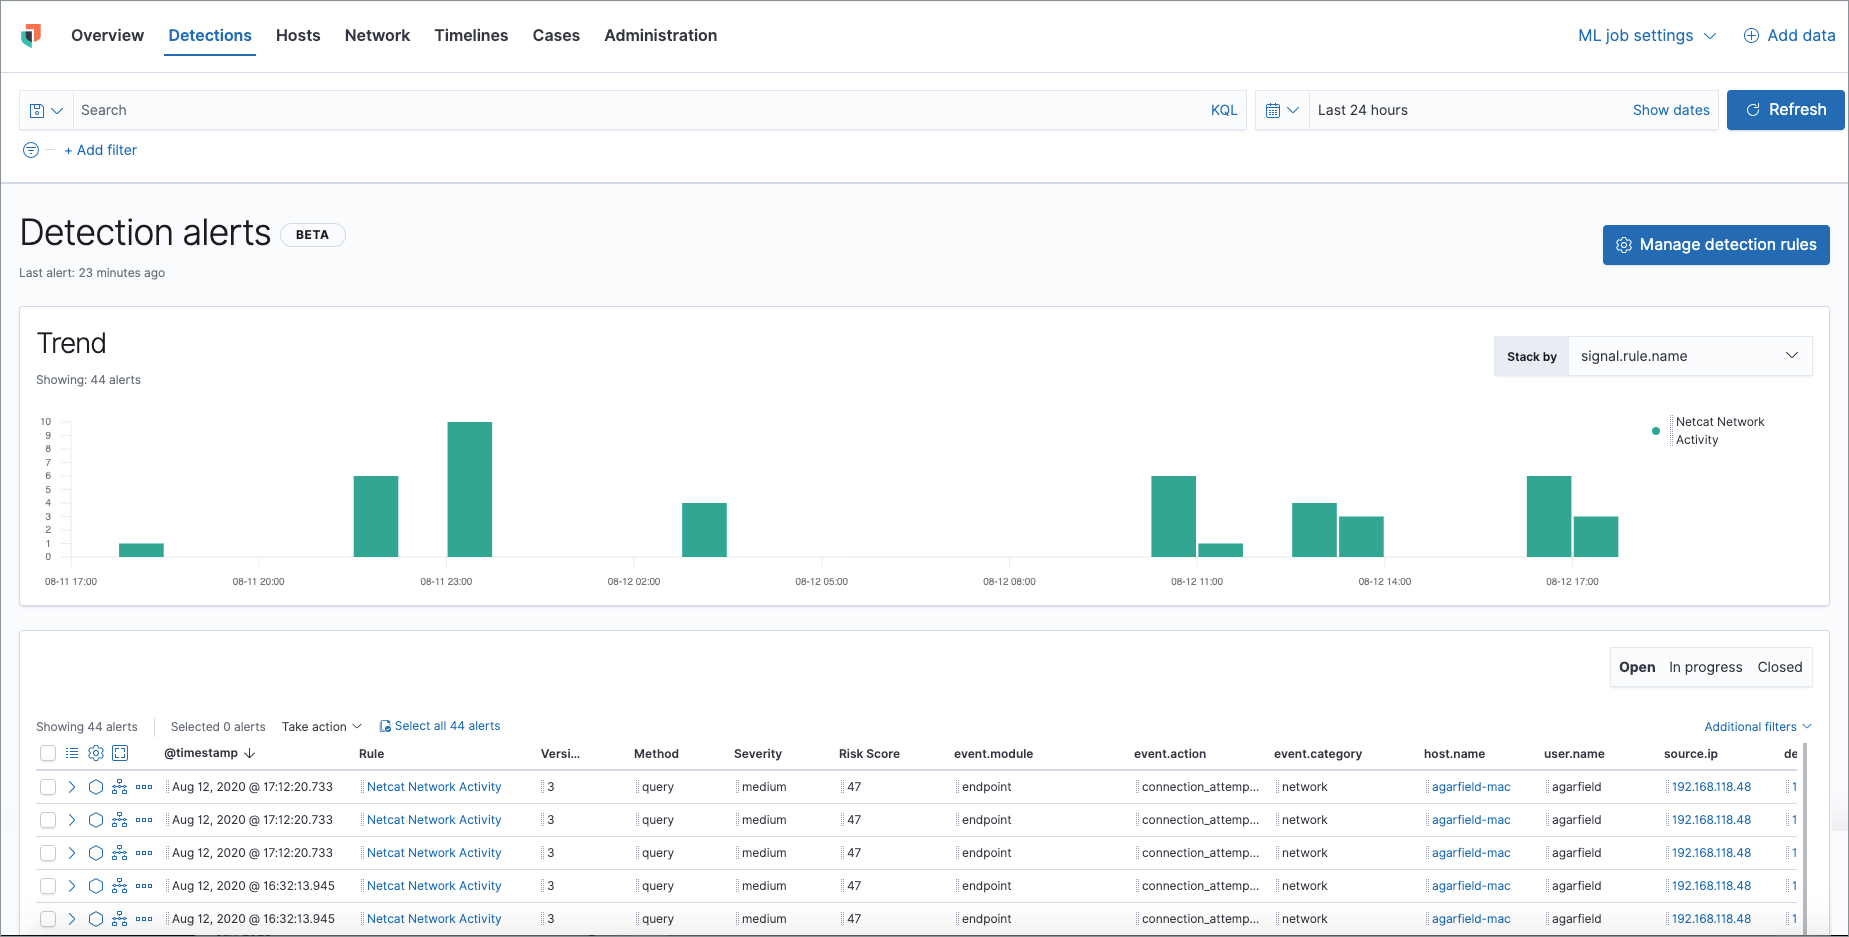 Overview Detections Hosts Network Timelines Cases Administration ML job settings Add data
Search KQL Last 24 hours Show dates Refresh
+ Add filter
Detection alerts BETA
Manage detection rules
Last alert: 23 minutes ago
Trend
Stack by signal.rule.name
Showing: 44 alerts
Netcat Network
Activity
10
9
8
7
6
5
4
3
2
1
0
08-11 17:00 08-11 20:00 08-11 23:00 08-12 02:00 08-12 05:00 08-12 08:00 08-12 11:00 08-12 14:00 08-12 17:00
Open In progress Closed
Showing 44 alerts Selected 0 alerts Take action Select all 44 alerts Additional filters
@timestamp Rule Versi... Method Severity Risk Score event.module event.action event.category host.name user.name source.ip de
Aug 12, 2020 @ 17:12:20.733 Netcat Network Activity 3 query medium 47 endpoint connection_attemp... network agarfield-mac agarfield 192.168.118.48 1
Aug 12, 2020 @ 17:12:20.733 Netcat Network Activity 3 query medium 47 endpoint connection_attemp... network agarfield-mac agarfield 192.168.118.48 1
Aug 12, 2020 @ 17:12:20.733 Netcat Network Activity 3 query medium 47 endpoint connection_attemp... network agarfield-mac agarfield 192.168.118.48 1
Aug 12, 2020 @ 16:32:13.945 Netcat Network Activity 3 query medium 47 endpoint connection_attemp... network agarfield-mac agarfield 192.168.118.48 1
Aug 12, 2020 @ 16:32:13.945 Netcat Network Activity 3 query medium 47 endpoint connection_attemp... network agarfield-mac agarfield 192.168.118.48 1